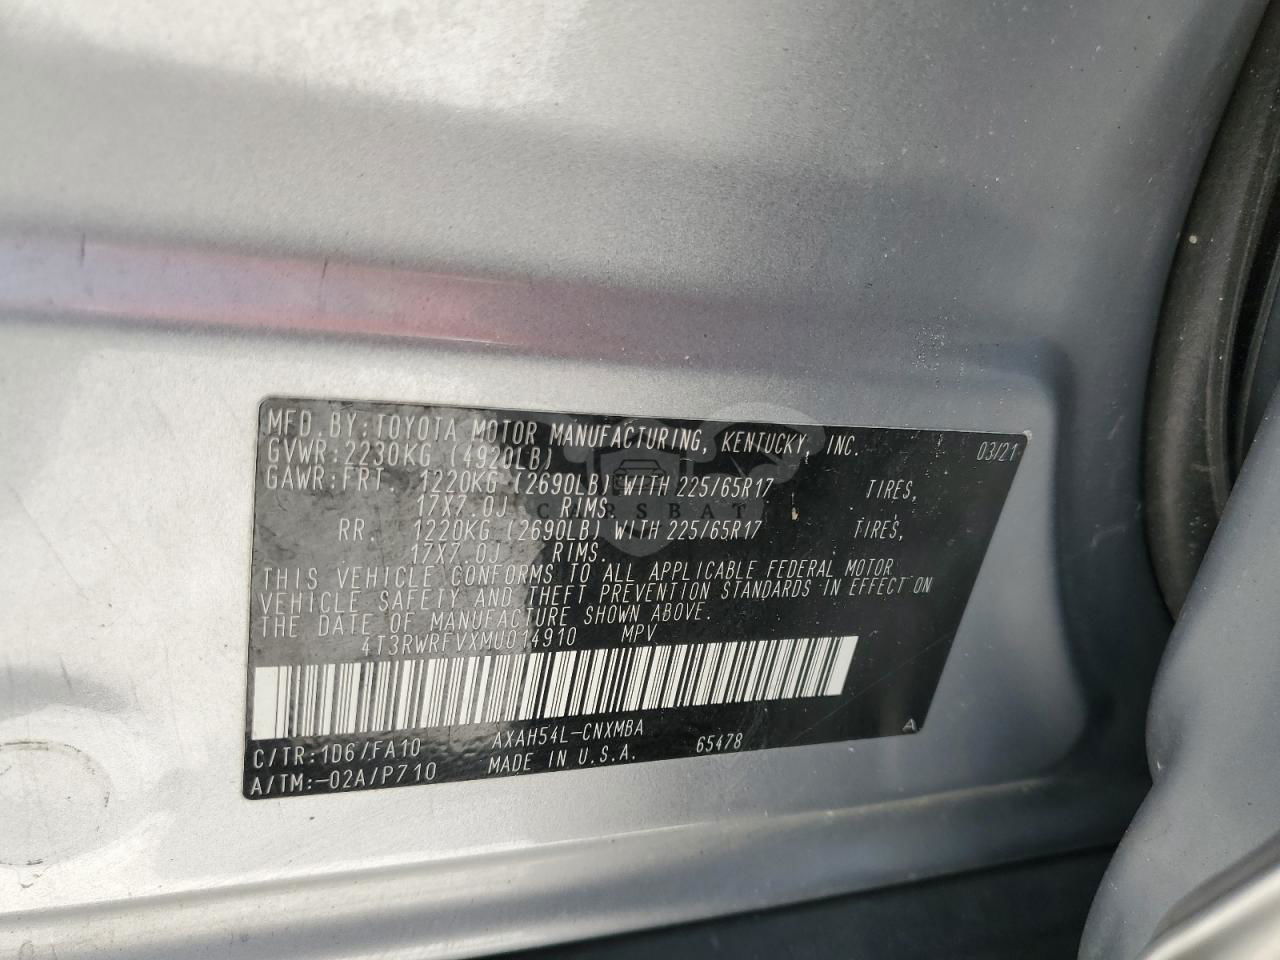 MFD. BY: TOYOTA MOTOR MANUFACTURING, KENTUCKY, INC. 03/21
GVWR: 2230KG (4920LB)
GAWR: FRT 1220KG (2690LB) WITH 225/65R17 TIRES,
17X7.0J RIMS
RR. 1220KG (2690LB) WITH 225/65R17 TIRES,
17X7.0J RIMS
THIS VEHICLE CONFORMS TO ALL APPLICABLE FEDERAL MOTOR
VEHICLE SAFETY AND THEFT PREVENTION STANDARDS IN EFFECT ON
THE DATE OF MANUFACTURE SHOWN ABOVE.
4T3RWRFVXMU014910 MPV
C/TR: 1D6/FA10 AXAH54L-CNXMBA A
A/TM: -02A/P710 MADE IN U.S.A. 65478
CARSBAT